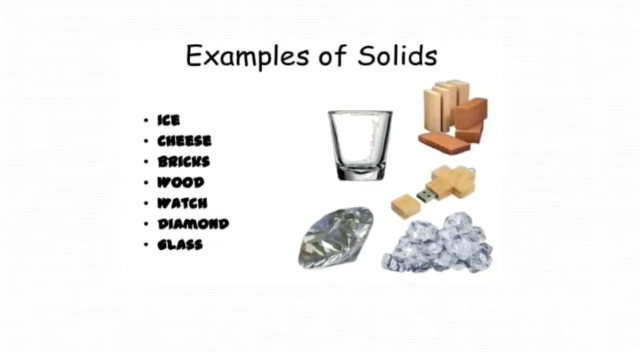 Examples of Solids
• ICE
• CHEESE
• BRICKS
• WOOD
• WATCH
• DIAMOND
• GLASS